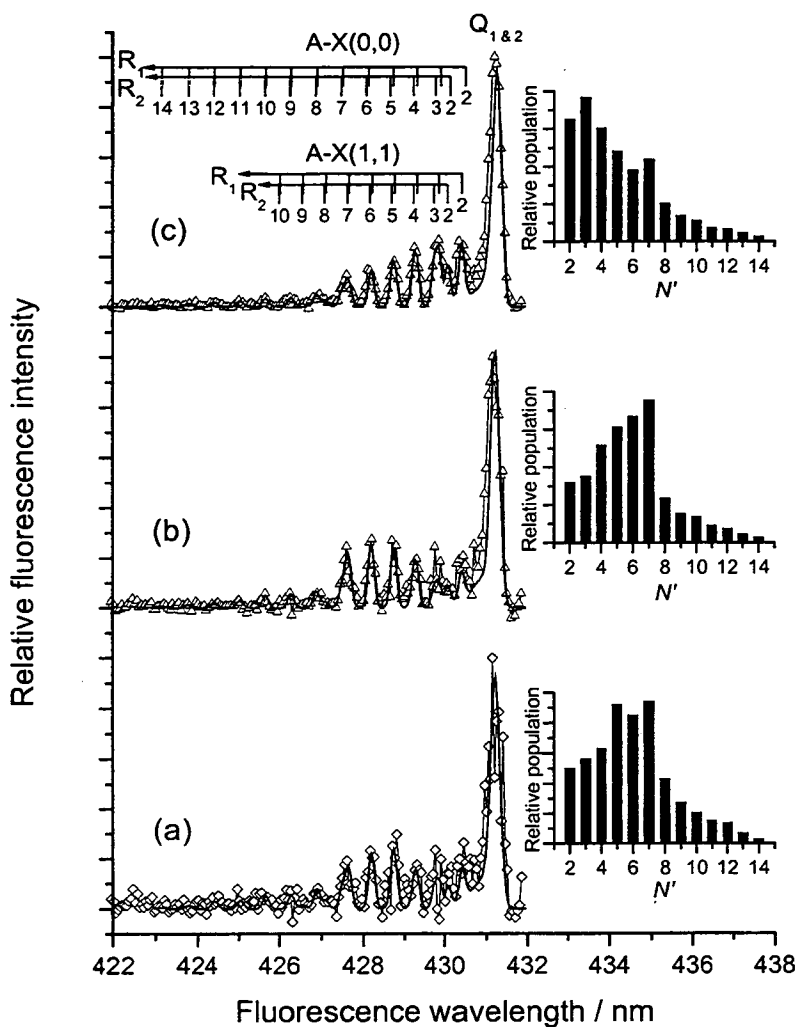 Q1&2
A-X(0,0)
R1
R2
14 13 12 11 10 9 8 7 6 5 4 3 2 2
A-X(1,1)
R1 R2
10 9 8 7 6 5 4 3 2 2
(c)
Relative population
2 4 6 8 10 12 14
N'
Relative fluorescence intensity
(b)
Relative population
2 4 6 8 10 12 14
N'
(a)
Relative population
2 4 6 8 10 12 14
N'
422 424 426 428 430 432 434 436 438
Fluorescence wavelength / nm